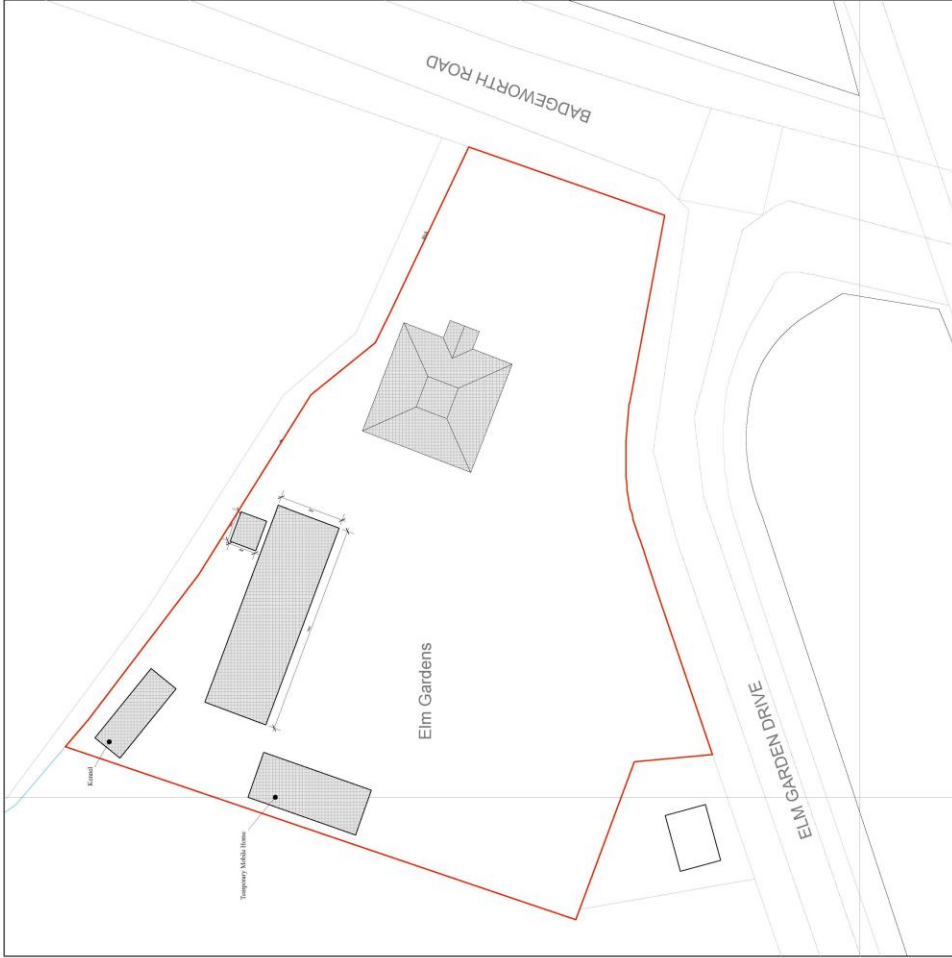 BADGEWORTH ROAD
Elm Gardens
ELM GARDEN DRIVE
Kennel
Temporary Mobile Home